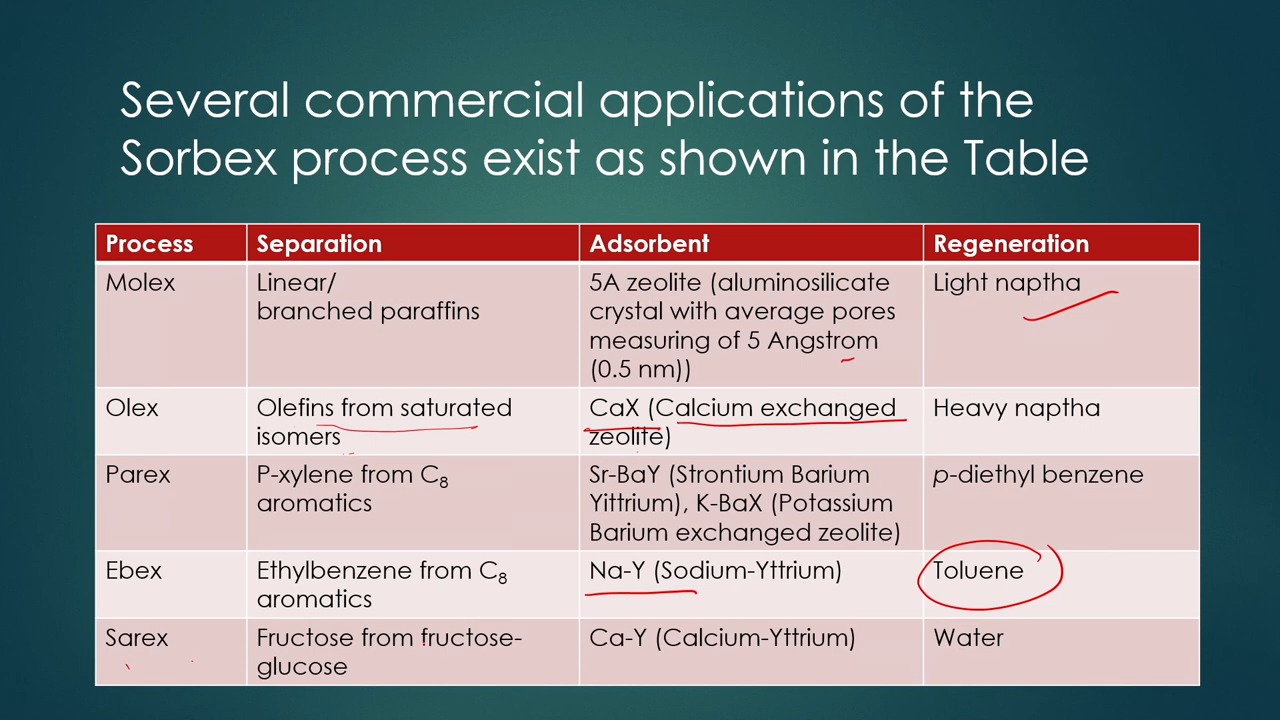 Several commercial applications of the
Sorbex process exist as shown in the Table
Process Separation Adsorbent Regeneration
Molex
Linear/
branched paraffins
5A zeolite (aluminosilicate
crystal with average pores
measuring of 5 Angstrom
(0.5 nm))
Light naptha
Olex
Olefins from saturated
isomers
CaX (Calcium exchanged
zeolite)
Heavy naptha
Parex
P-xylene from C8
aromatics
Sr-BaY (Strontium Barium
Yittrium), K-BaX (Potassium
Barium exchanged zeolite)
p-diethyl benzene
Ebex
Ethylbenzene from C8
aromatics
Na-Y (Sodium-Yttrium)
Toluene
Sarex
Fructose from fructose-
glucose
Ca-Y (Calcium-Yttrium)
Water